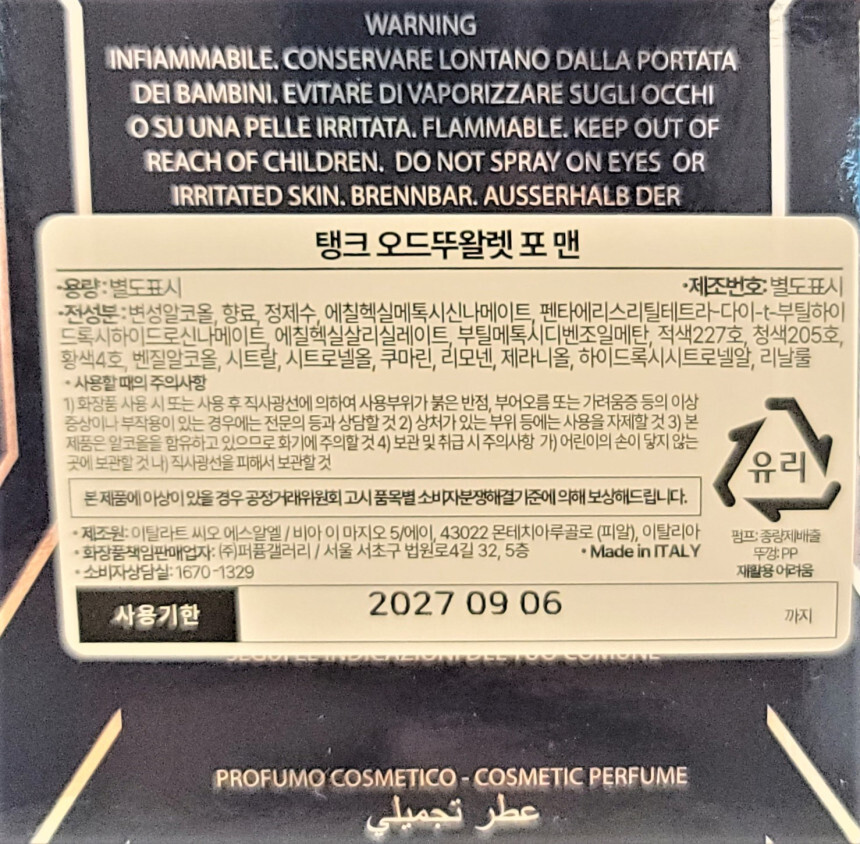 WARNING
INFIAMMABILE. CONSERVARE LONTANO DALLA PORTATA
DEI BAMBINI. EVITARE DI VAPORIZZARE SUGLI OCCHI
O SU UNA PELLE IRRITATA. FLAMMABLE. KEEP OUT OF
REACH OF CHILDREN. DO NOT SPRAY ON EYES OR
IRRITATED SKIN. BRENNBAR. AUSSERHALB DER
탱크 오드뚜왈렛 포 맨
•용량 : 별도표시
•제조번호: 별도표시
•전성분 : 변성알코올, 향료, 정제수, 에칠헥실메톡시신나메이트, 펜타에리스리틸테트라-다이-t-부틸하이
드록시하이드로신나메이트, 에칠헥실살리실레이트, 부틸메톡시디벤조일메탄, 적색227호, 청색205호,
황색4호, 벤질알코올, 시트랄, 시트로넬올, 쿠마린, 리모넨, 제라니올, 하이드록시시트로넬알, 리날룰
• 사용할 때의 주의사항
1) 화장품 사용 시 또는 사용 후 직사광선에 의하여 사용부위가 붉은 반점, 부어오름 또는 가려움증 등의 이상
증상이나 부작용이 있는 경우에는 전문의 등과 상담할 것 2) 상처가 있는 부위 등에는 사용을 자제할 것 3) 본
제품은 알코올을 함유하고 있으므로 화기에 주의할 것 4) 보관 및 취급 시 주의사항 가) 어린이의 손이 닿지 않는
곳에 보관할 것 나) 직사광선을 피해서 보관할 것
유리
본 제품에 이상이 있을 경우 공정거래위원회 고시 품목별 소비자분쟁해결기준에 의해 보상해드립니다.
• 제조원: 이탈라트 씨오 에스알엘 / 비아 이 마지오 5/에이, 43022 몬테치아루골로 (피알), 이탈리아
• 화장품책임판매업자: (주)퍼품갤러리 / 서울 서초구 법원로4길 32, 5층
• Made in ITALY
• 소비자상담실: 1670-1329
펌프: 종량제배출
뚜껑: PP
재활용 어려움
사용기한
2027 09 06
까지
PROFUMO COSMETICO - COSMETIC PERFUME
عطر تجميلي